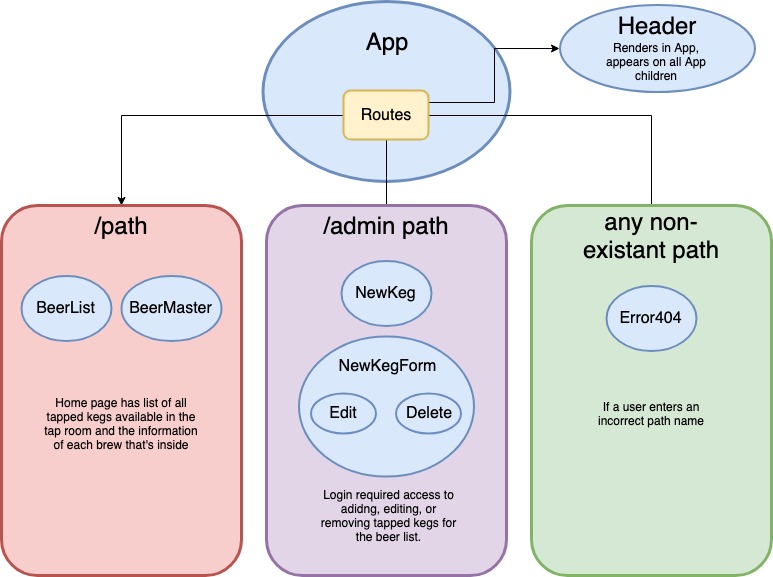 App
Header
Renders in App,
appears on all App
children
Routes
/path
BeerList
BeerMaster
Home page has list of all
tapped kegs available in the
tap room and the information
of each brew that's inside
/admin path
NewKeg
NewKegForm
Edit
Delete
Login required access to
adidng, editing, or
removing tapped kegs for
the beer list.
any non-
existant path
Error404
If a user enters an
incorrect path name